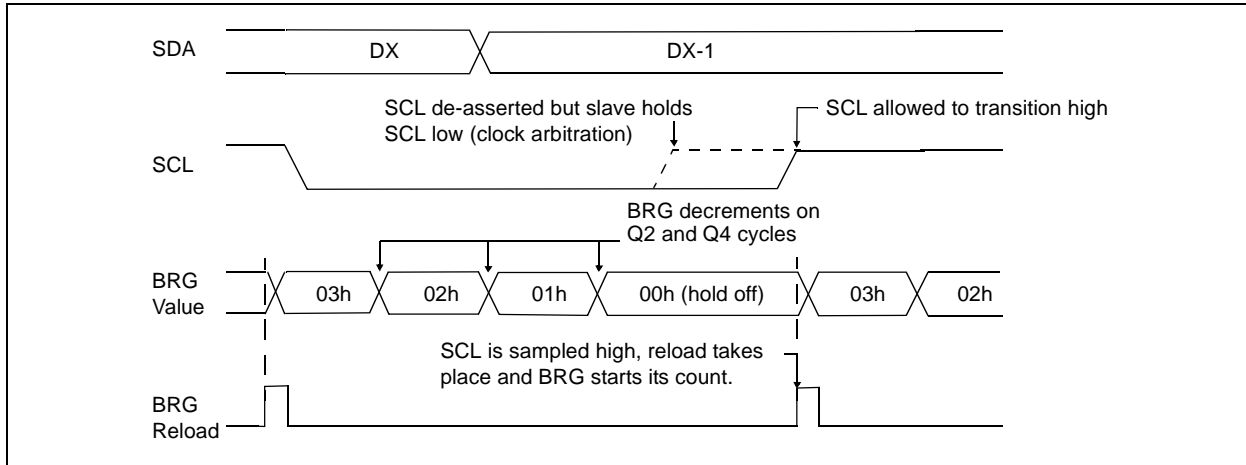 SDA
DX
DX-1
SCL de-asserted but slave holds
SCL low (clock arbitration)
SCL allowed to transition high
SCL
BRG decrements on
Q2 and Q4 cycles
BRG
Value
03h
02h
01h
00h (hold off)
03h
02h
SCL is sampled high, reload takes
place and BRG starts its count.
BRG
Reload